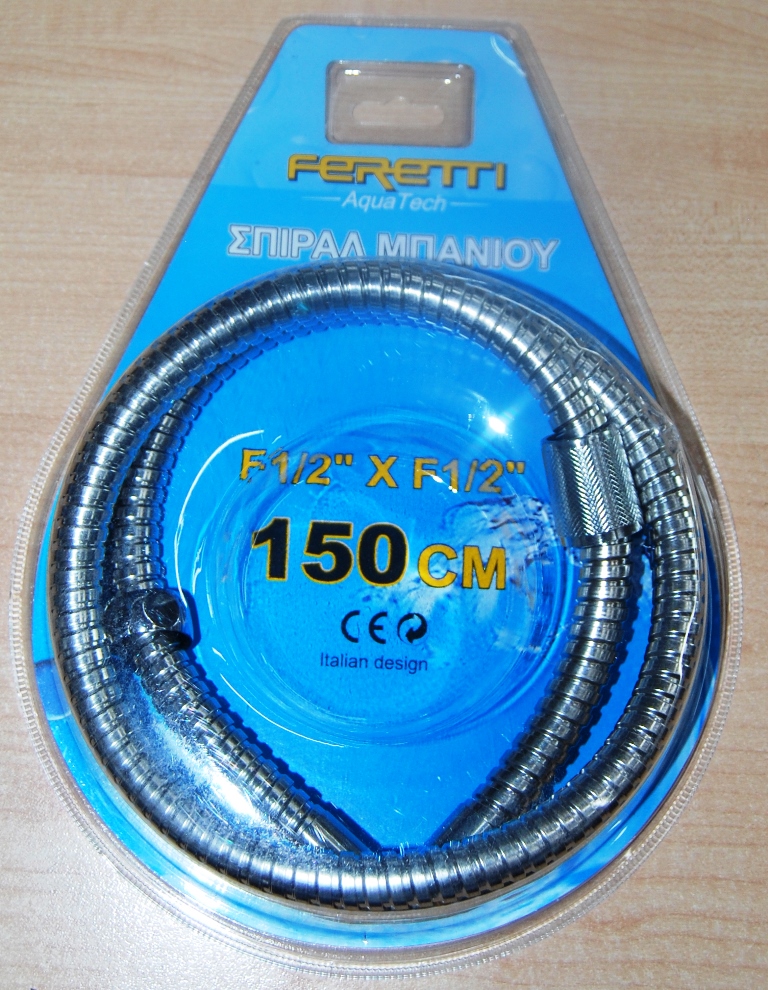 FERETTI
AquaTech
ΣΠΙΡΑΛ ΜΠΑΝΙΟΥ
F1/2" X F1/2"
150 CM
CE
Italian design